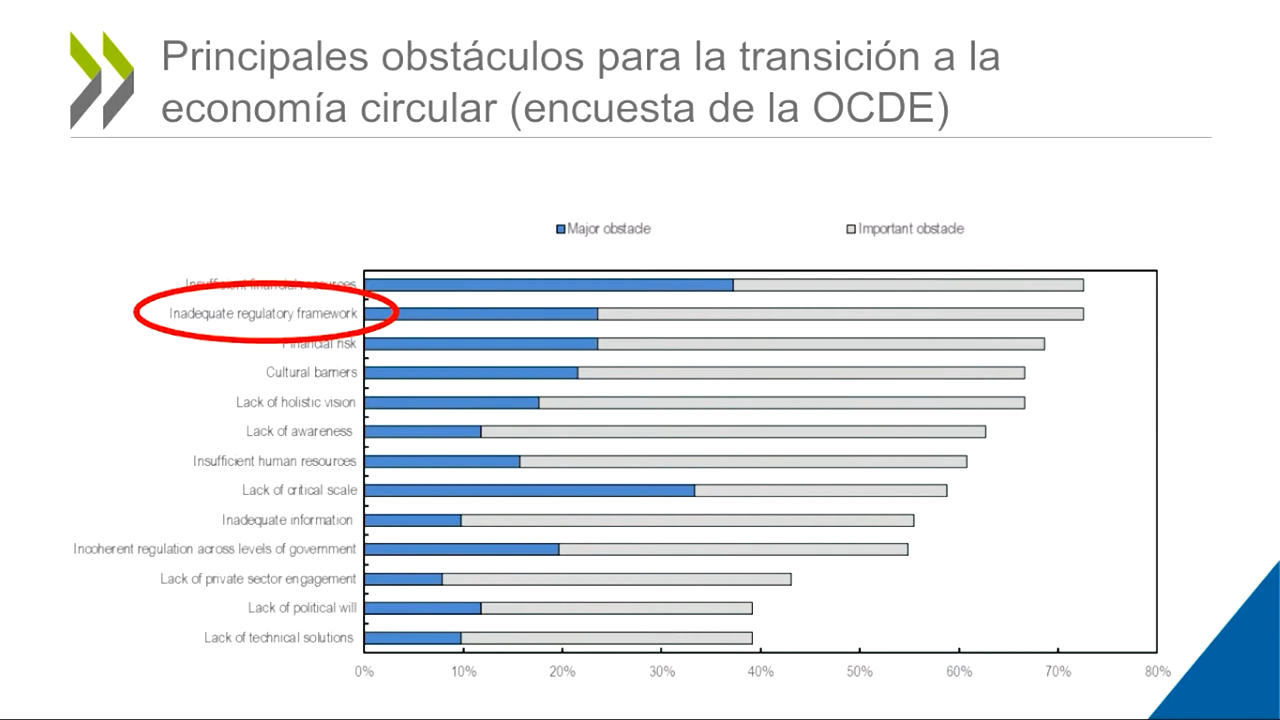 Principales obstáculos para la transición a la
economía circular (encuesta de la OCDE)
Major obstacle
Important obstacle
Insufficient financial resources
Inadequate regulatory framework
Financial risk
Cultural barriers
Lack of holistic vision
Lack of awareness
Insufficient human resources
Lack of critical scale
Inadequate information
Incoherent regulation across levels of government
Lack of private sector engagement
Lack of political will
Lack of technical solutions
0% 10% 20% 30% 40% 50% 60% 70% 80%